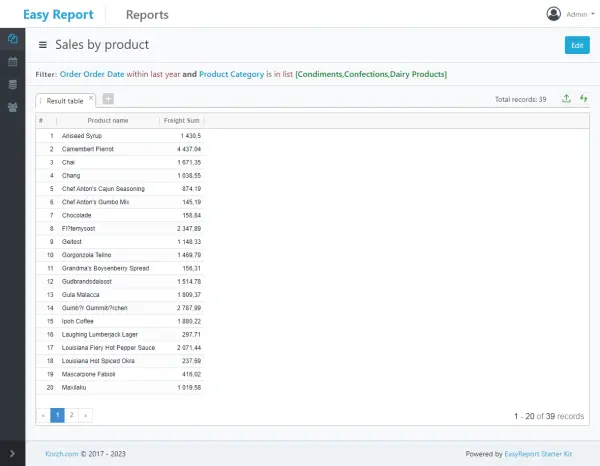 Easy Report Reports Admin
Sales by product Edit
Filter: Order Order Date within last year and Product Category is in list [Condiments,Confections,Dairy Products]
Result table × + Total records: 39
# Product name Freight Sum
1 Aniseed Syrup 1 430,5
2 Camembert Pierrot 4 437,04
3 Chai 1 671,35
4 Chang 1 038,55
5 Chef Anton's Cajun Seasoning 874,19
6 Chef Anton's Gumbo Mix 145,19
7 Chocolade 156,84
8 Fl?temysost 2 347,89
9 Geitost 1 148,33
10 Gorgonzola Telino 1 469,79
11 Grandma's Boysenberry Spread 156,31
12 Gudbrandsdalsost 1 514,78
13 Gula Malacca 1 809,37
14 Gumb?r Gummib?rchen 2 787,99
15 Ipoh Coffee 1 880,22
16 Laughing Lumberjack Lager 297,71
17 Louisiana Fiery Hot Pepper Sauce 2 071,44
18 Louisiana Hot Spiced Okra 237,69
19 Mascarpone Fabioli 416,02
20 Maxilaku 1 019,58
« 1 2 » 1 - 20 of 39 records
Korzh.com © 2017 - 2023 Powered by EasyReport Starter Kit